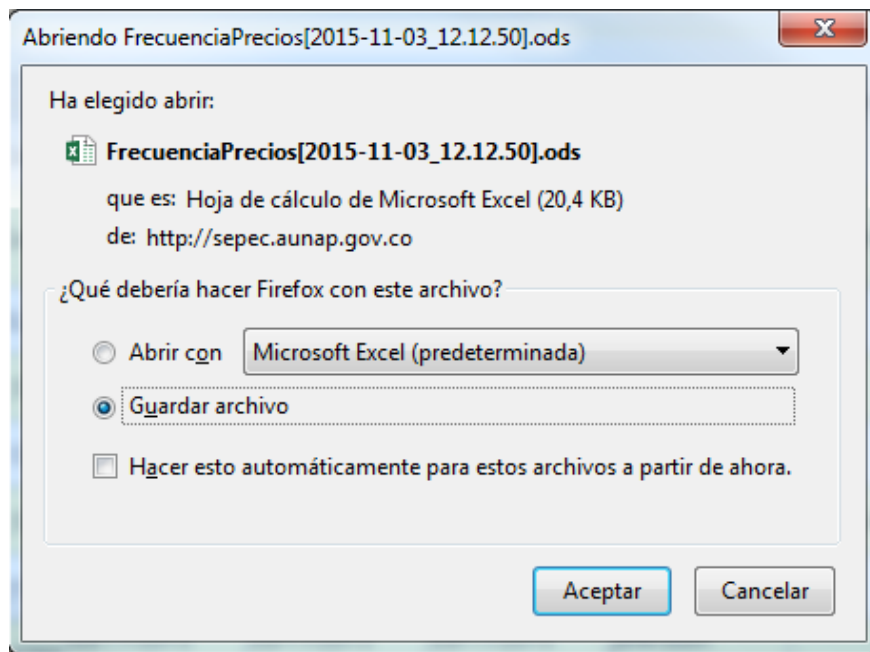 Abriendo FrecuenciaPrecios[2015-11-03_12.12.50].ods
Ha elegido abrir:
FrecuenciaPrecios[2015-11-03_12.12.50].ods
que es: Hoja de cálculo de Microsoft Excel (20,4 KB)
de: http://sepec.aunap.gov.co
¿Qué debería hacer Firefox con este archivo?
Abrir con Microsoft Excel (predeterminada)
Guardar archivo
Hacer esto automáticamente para estos archivos a partir de ahora.
Aceptar Cancelar